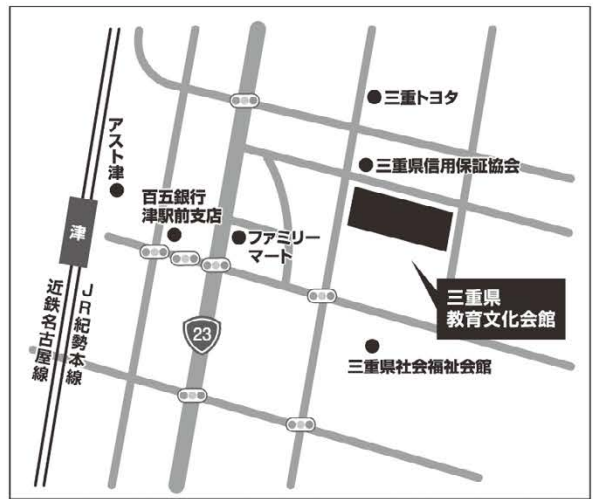 三重トヨタ
アスト津
三重県信用保証協会
百五銀行
津駅前支店
津
ファミリー
マート
三重県
教育文化会館
JR紀勢本線
近鉄名古屋線
23
三重県社会福祉会館